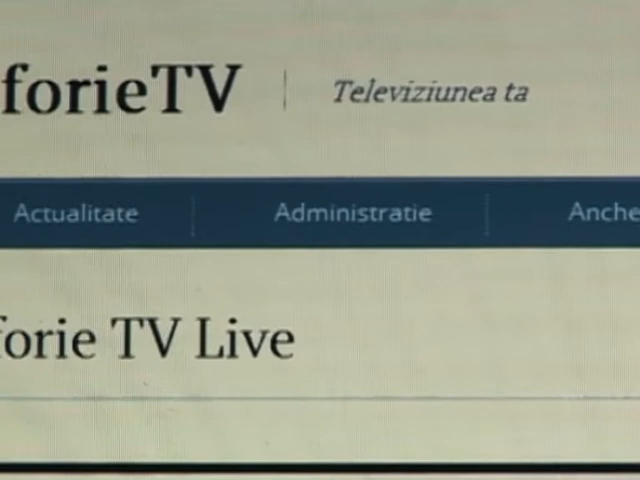 forieTV | Televiziunea ta
Actualitate Administratie Anche
forie TV Live